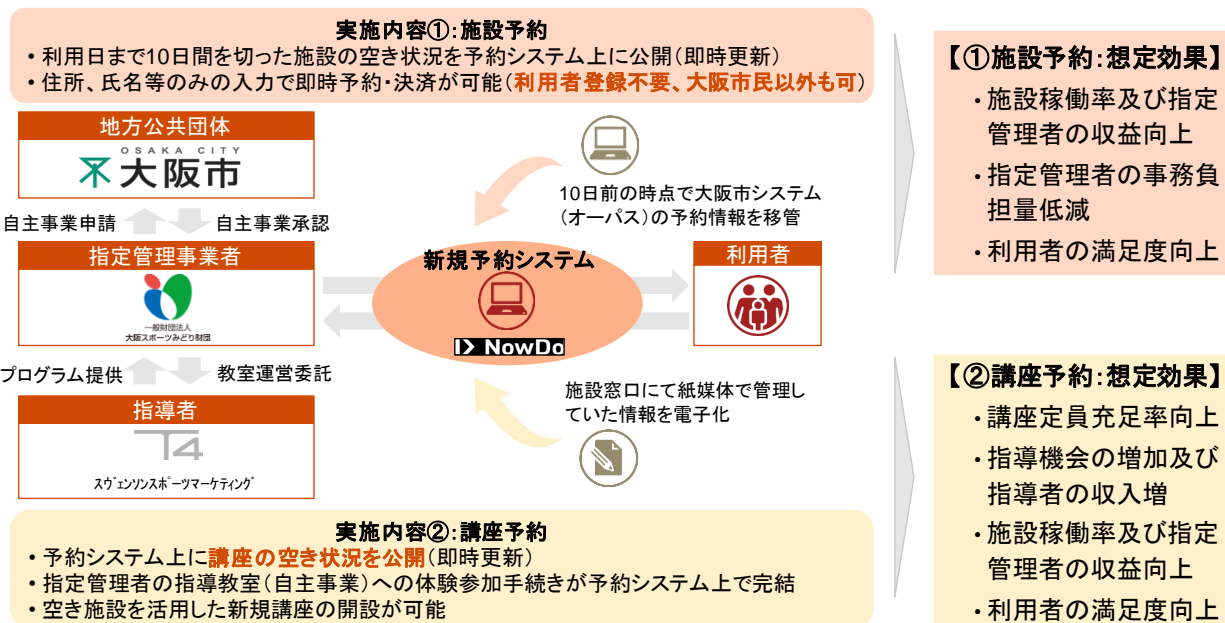 実施内容①:施設予約
・利用日まで10日間を切った施設の空き状況を予約システム上に公開(即時更新)
・住所、氏名等のみの入力で即時予約・決済が可能(利用者登録不要、大阪市民以外も可)
地方公共団体
OSAKA CITY
大阪市
自主事業申請
自主事業承認
指定管理事業者
一般財団法人
大阪スポーツみどり財団
プログラム提供
教室運営委託
指導者
T4
スヴェンソンスポーツマーケティング
10日前の時点で大阪市システム
(オーパス)の予約情報を移管
新規予約システム
NowDo
利用者
施設窓口にて紙媒体で管理し
ていた情報を電子化
実施内容②:講座予約
・予約システム上に講座の空き状況を公開(即時更新)
・指定管理者の指導教室(自主事業)への体験参加手続きが予約システム上で完結
・空き施設を活用した新規講座の開設が可能
【①施設予約:想定効果】
・施設稼働率及び指定
管理者の収益向上
・指定管理者の事務負
担量低減
・利用者の満足度向上
【②講座予約:想定効果】
・講座定員充足率向上
・指導機会の増加及び
指導者の収入増
・施設稼働率及び指定
管理者の収益向上
・利用者の満足度向上